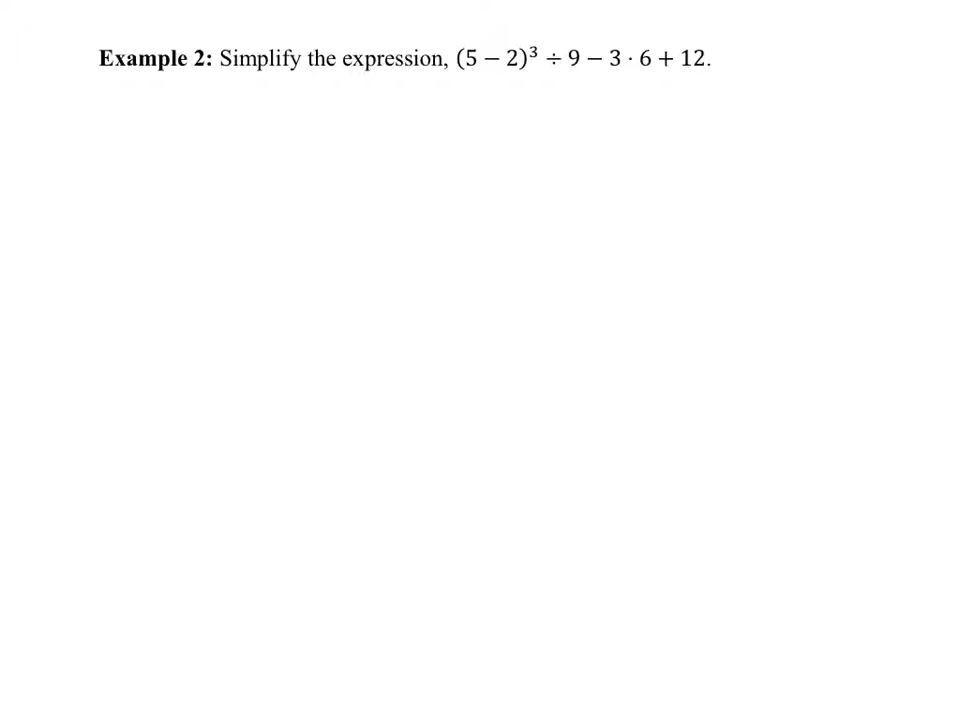 Example 2: Simplify the expression, (5 − 2)³ ÷ 9 − 3 · 6 + 12.